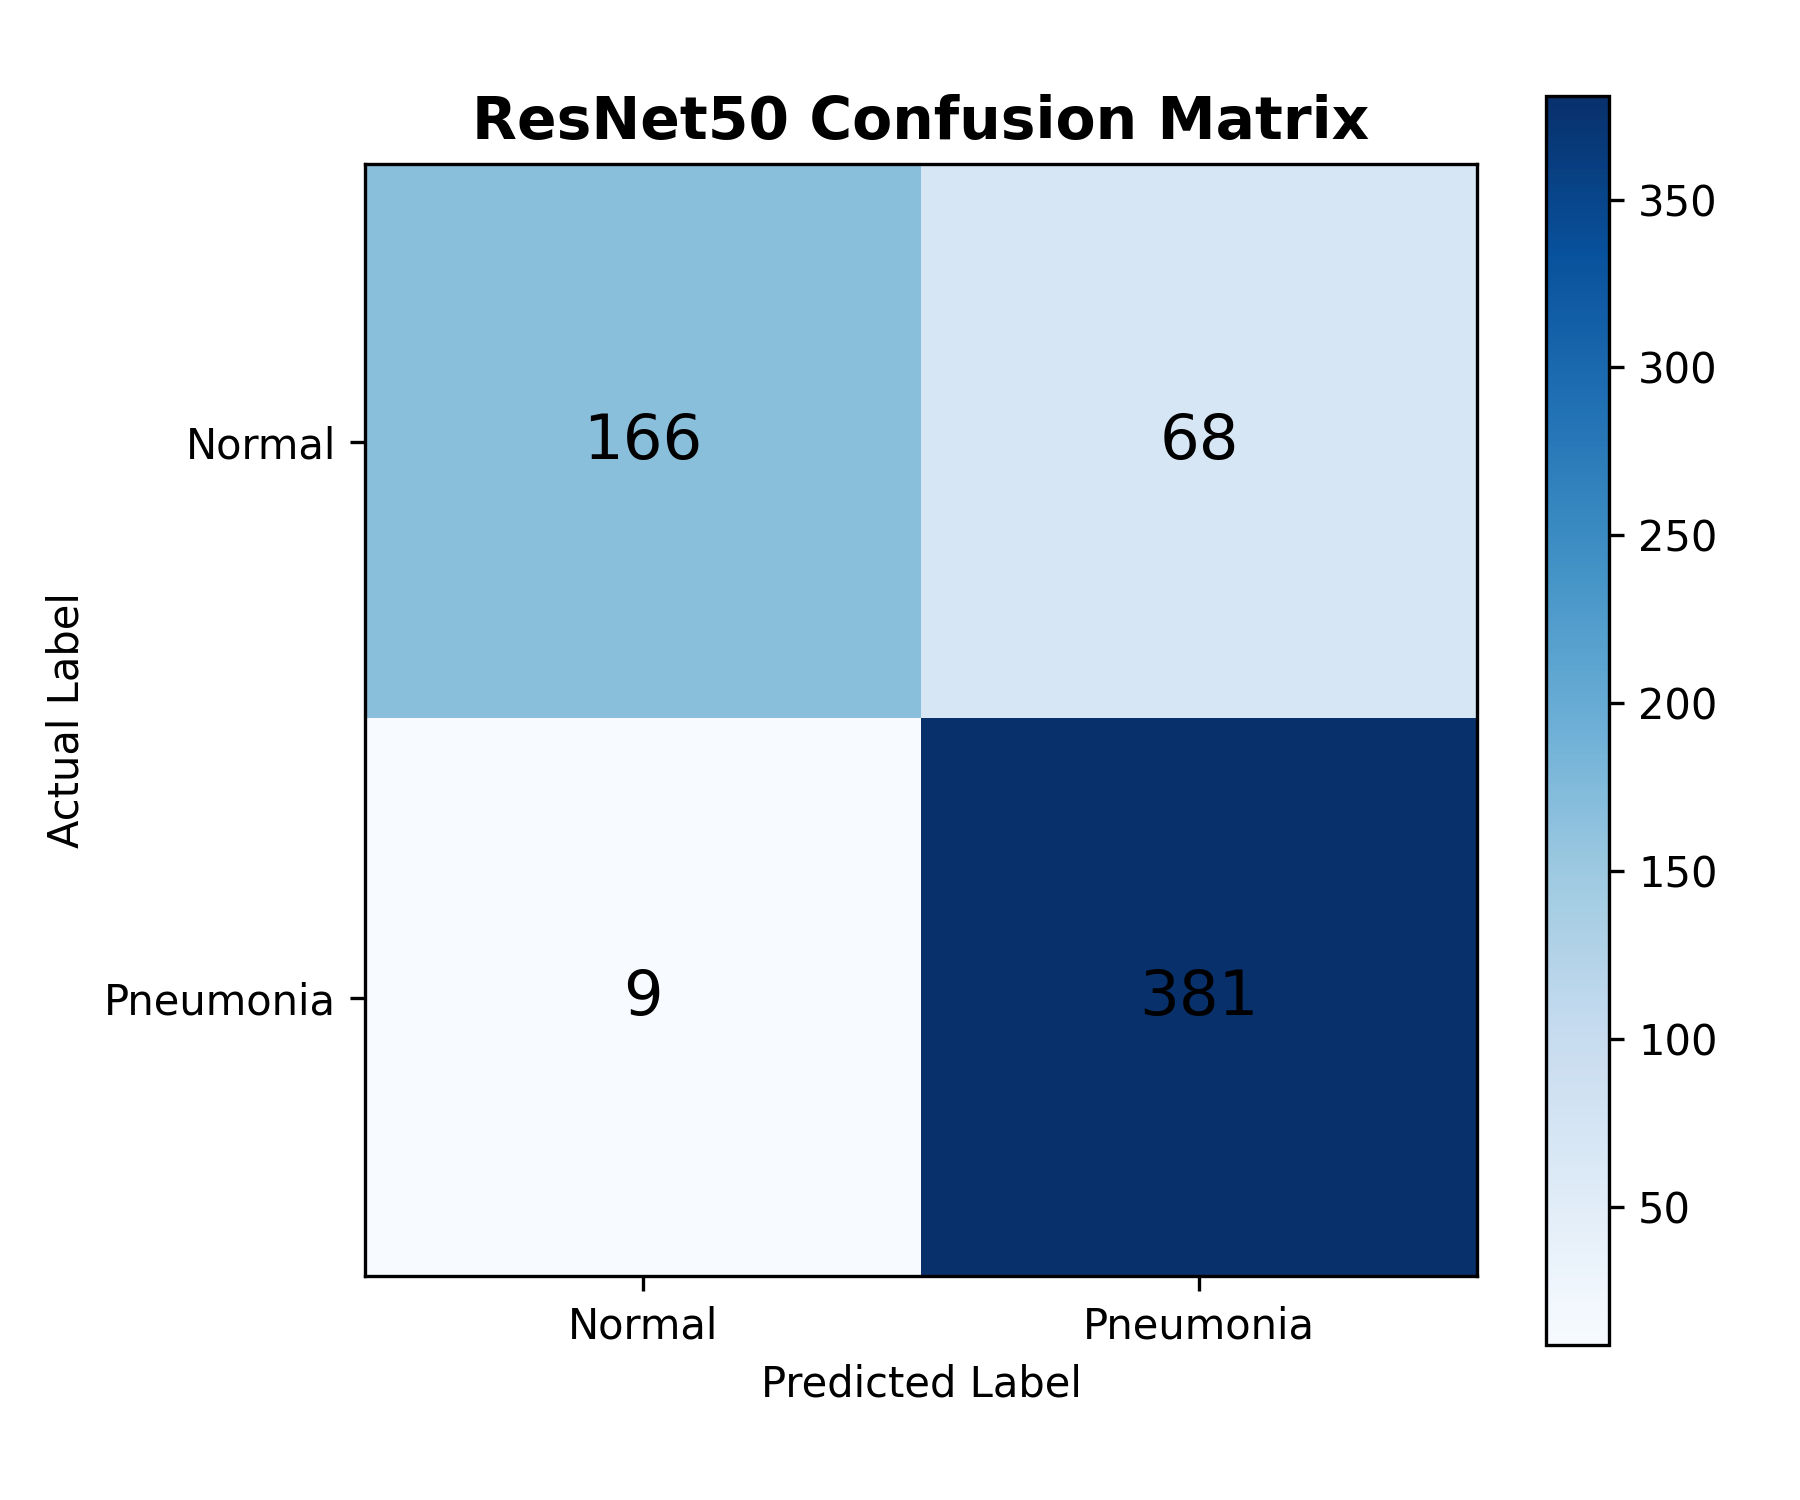 ResNet50 Confusion Matrix
350
300
250
200
150
100
50
Actual Label
Normal
166
68
Pneumonia
9
381
Normal
Pneumonia
Predicted Label